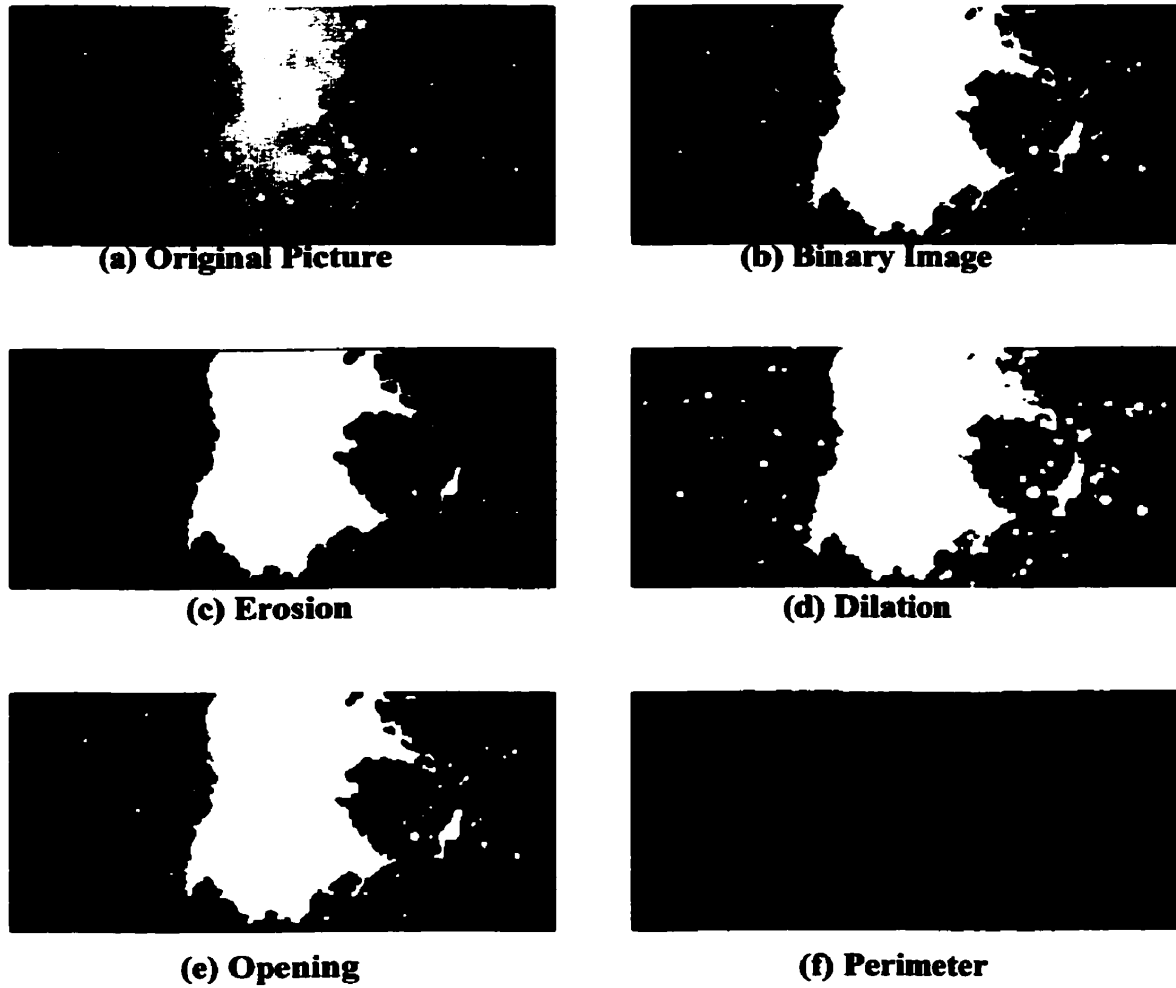 (a) Original Picture
(b) Binary Image
(c) Erosion
(d) Dilation
(e) Opening
(f) Perimeter